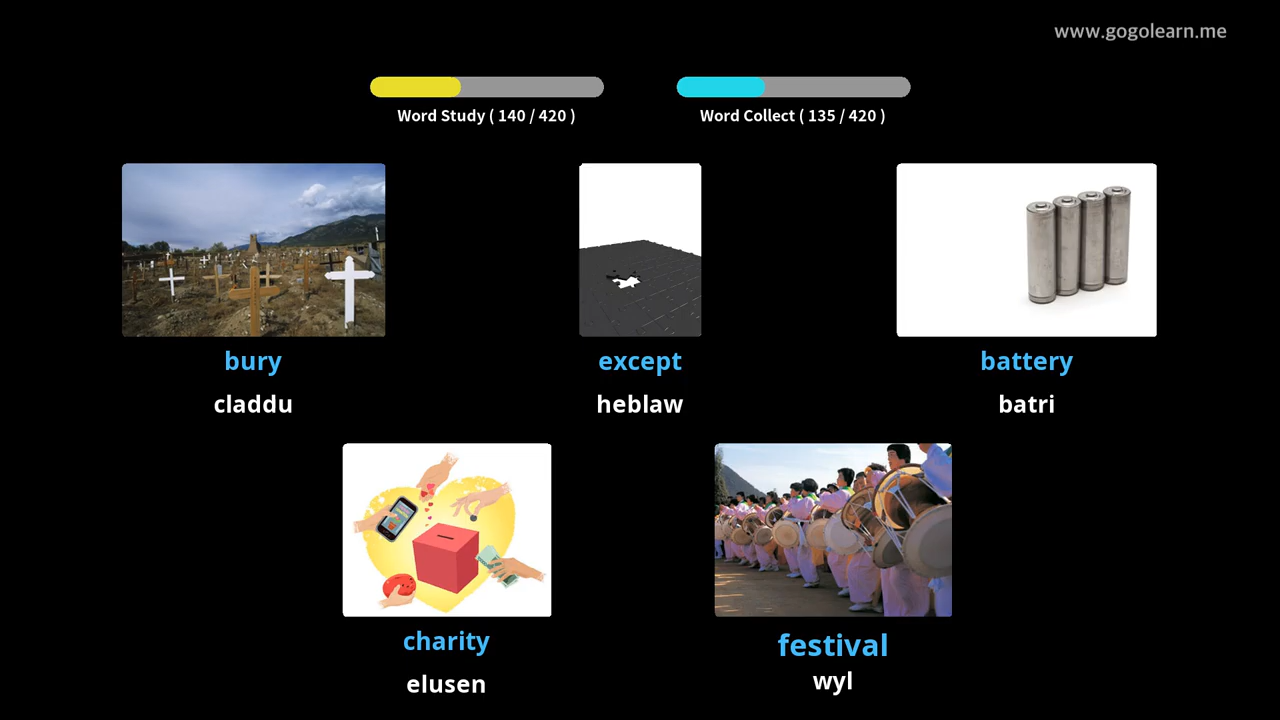 www.gogolearn.me
Word Study ( 140 / 420 )
Word Collect ( 135 / 420 )
bury
except
battery
claddu
heblaw
batri
charity
festival
elusen
wyl